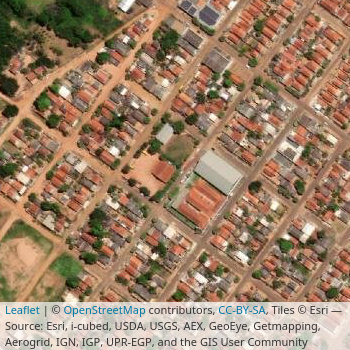 Leaflet | © OpenStreetMap contributors, CC-BY-SA, Tiles © Esri —
Source: Esri, i-cubed, USDA, USGS, AEX, GeoEye, Getmapping,
Aerogrid, IGN, IGP, UPR-EGP, and the GIS User Community